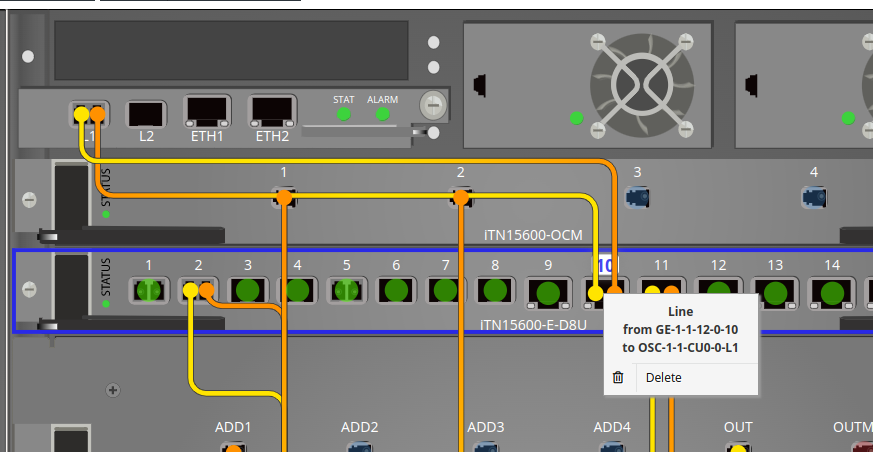 STAT ALARM
L1 L2 ETH1 ETH2
STATUS
1 2 3 4
ITN15600-OCM
STATUS
1 2 3 4 5 6 7 8 9 10 11 12 13 14
ITN15600-E-D8U
Line
from GE-1-1-12-0-10
to OSC-1-1-CU0-0-L1
Delete
ADD1 ADD2 ADD3 ADD4 OUT OUTM